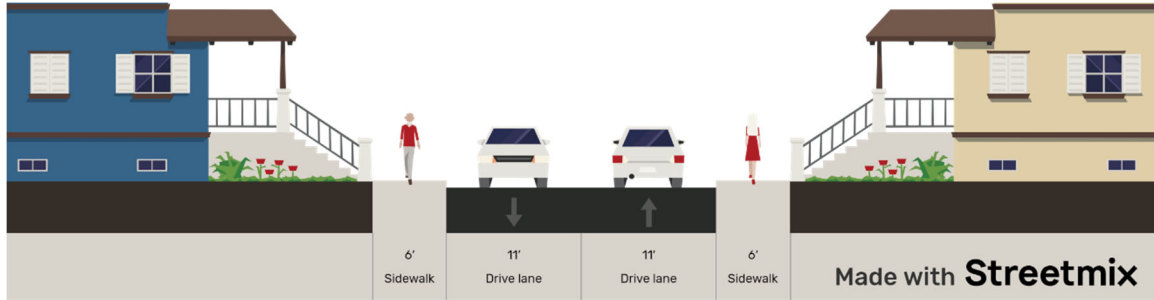 6' 11' 11' 6'
Sidewalk Drive lane Drive lane Sidewalk
Made with Streetmix